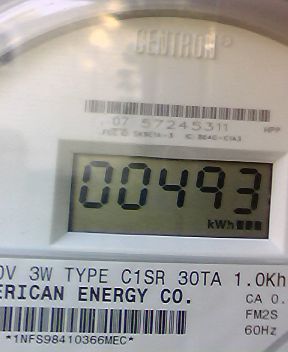 CENTRON®
07 57245311 HPP
00493
kWh
0V 3W TYPE C1SR 30TA 1.0Kh
ERICAN ENERGY CO. CA 0.
FM2S
60Hz
*1NFS98410366MEC*